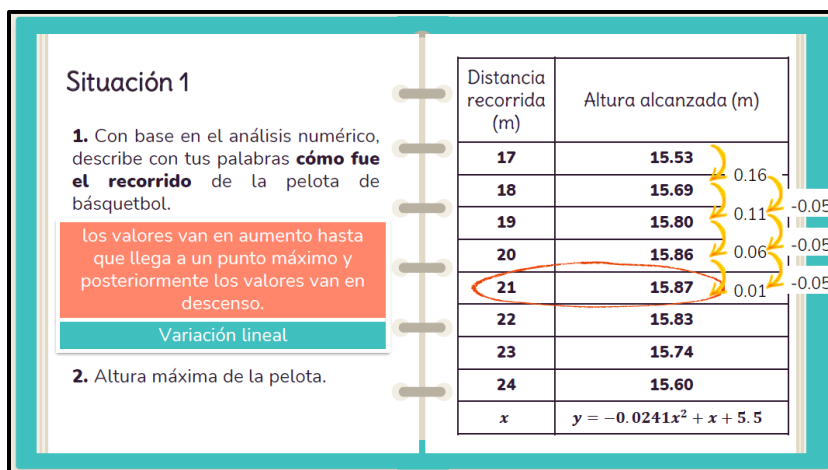 Situación 1
1. Con base en el análisis numérico,
describe con tus palabras cómo fue
el recorrido de la pelota de
básquetbol.
los valores van en aumento hasta
que llega a un punto máximo y
posteriormente los valores van en
descenso.
Variación lineal
2. Altura máxima de la pelota.
Distancia
recorrida
(m)
Altura alcanzada (m)
17 15.53
18 15.69
19 15.80
20 15.86
21 15.87
22 15.83
23 15.74
24 15.60
x y = −0.0241x² + x + 5.5
0.16
0.11
0.06
0.01
-0.05
-0.05
-0.05